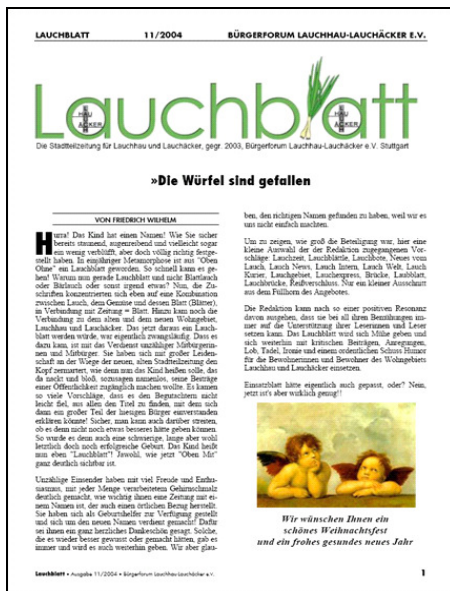 LAUCHBLATT 11/2004 BÜRGERFORUM LAUCHHAU-LAUCHÄCKER E.V.
Lauchblatt
Die Stadtteilzeitung für Lauchhau und Lauchäcker, gegr. 2003, Bürgerforum Lauchhau-Lauchäcker e.V. Stuttgart
»Die Würfel sind gefallen
VON FRIEDRICH WILHELM
Hurra! Das Kind hat einen Namen! Wie Sie sicher
bereits staunend, augenreibend und vielleicht sogar
ein wenig verblüfft, aber doch völlig richtig festge-
stellt haben. In einjähriger Metamorphose ist aus "Oben
Ohne" ein Lauchblatt geworden. So schnell kann es ge-
hen! Warum nun gerade Lauchblatt und nicht Blattlauch
oder Bärlauch oder sonst irgend etwas? Nun, die Zu-
schriften konzentrierten sich eben auf eine Kombination
zwischen Lauch, dem Gemüse und dessen Blatt (Blätter),
in Verbindung mit Zeitung = Blatt. Hinzu kam noch die
Verbindung zu dem alten und dem neuen Wohngebiet,
Lauchhau und Lauchäcker. Das jetzt daraus ein Lauch-
blatt werden würde, war eigentlich zwangsläufig. Dass es
dazu kam, ist mit das Verdienst unzähliger Mitbürgerin-
nen und Mitbürger. Sie haben sich mit großer Leiden-
schaft an der Wiege der neuen, alten Stadtteilzeitung den
Kopf zermartert, wie denn nun das Kind heißen solle, das
da nackt und bloß, sozusagen namenlos, seine Beiträge
einer Öffentlichkeit zugänglich machen wollte. Es kamen
so viele Vorschläge, dass es den Begutachtern nicht
leicht fiel, aus allen den Titel zu finden, mit dem sich
dann ein großer Teil der hiesigen Bürger einverstanden
erklären könnte! Sicher, man kann auch darüber streiten,
ob es denn nicht noch etwas besseres hätte geben können.
So wurde es denn auch eine schwierige, lange aber wohl
letztlich doch noch erfolgreiche Geburt. Das Kind heißt
nun eben "Lauchblatt"! Jawohl, wie jetzt "Oben Mit"
ganz deutlich sichtbar ist.
Unzählige Einsender haben mit viel Freude und Enthu-
siasmus, mit jeder Menge verarbeitetem Gehirnschmalz
deutlich gemacht, wie wichtig ihnen eine Zeitung mit ei-
nem Namen ist, der auch einen örtlichen Bezug herstellt.
Sie haben sich als Geburtshelfer zur Verfügung gestellt
und sich um den neuen Namen verdient gemacht! Dafür
sei ihnen ein ganz herzliches Dankeschön gesagt. Solche,
die es wieder besser gewusst oder gemacht hätten, gab es
immer und wird es auch weiterhin geben. Wir aber glau-
ben, den richtigen Namen gefunden zu haben, weil wir es
uns nicht einfach machten.
Um zu zeigen, wie groß die Beteiligung war, hier eine
kleine Auswahl der der Redaktion zugegangenen Vor-
schläge: Lauchzeit, Lauchblättle, Lauchbote, Neues vom
Lauch, Lauch News, Lauch Intern, Lauch Welt, Lauch
Kurier, Lauchgeist, Lauchexpress, Brücke, Laubblatt,
Lauchbrücke, Reißverschluss. Nur ein kleiner Ausschnitt
aus dem Füllhorn des Angebotes.
Die Redaktion kann nach so einer positiven Resonanz
davon ausgehen, dass sie bei all ihren Bemühungen im-
mer auf die Unterstützung ihrer Leserinnen und Leser
setzen kann. Das Lauchblatt wird sich Mühe geben und
sich weiterhin mit kritischen Beiträgen, Anregungen,
Lob, Tadel, Ironie und einem ordentlichen Schuss Humor
für die Bewohnerinnen und Bewohner des Wohngebiets
Lauchhau und Lauchäcker einsetzen.
Einsatzblatt hätte eigentlich auch gepasst, oder? Nein,
jetzt ist's aber wirklich genug!!
Wir wünschen Ihnen ein
schönes Weihnachtsfest
und ein frohes gesundes neues Jahr
Lauchblatt • Ausgabe 11/2004 • Bürgerforum Lauchhau-Lauchäcker e.V. 1